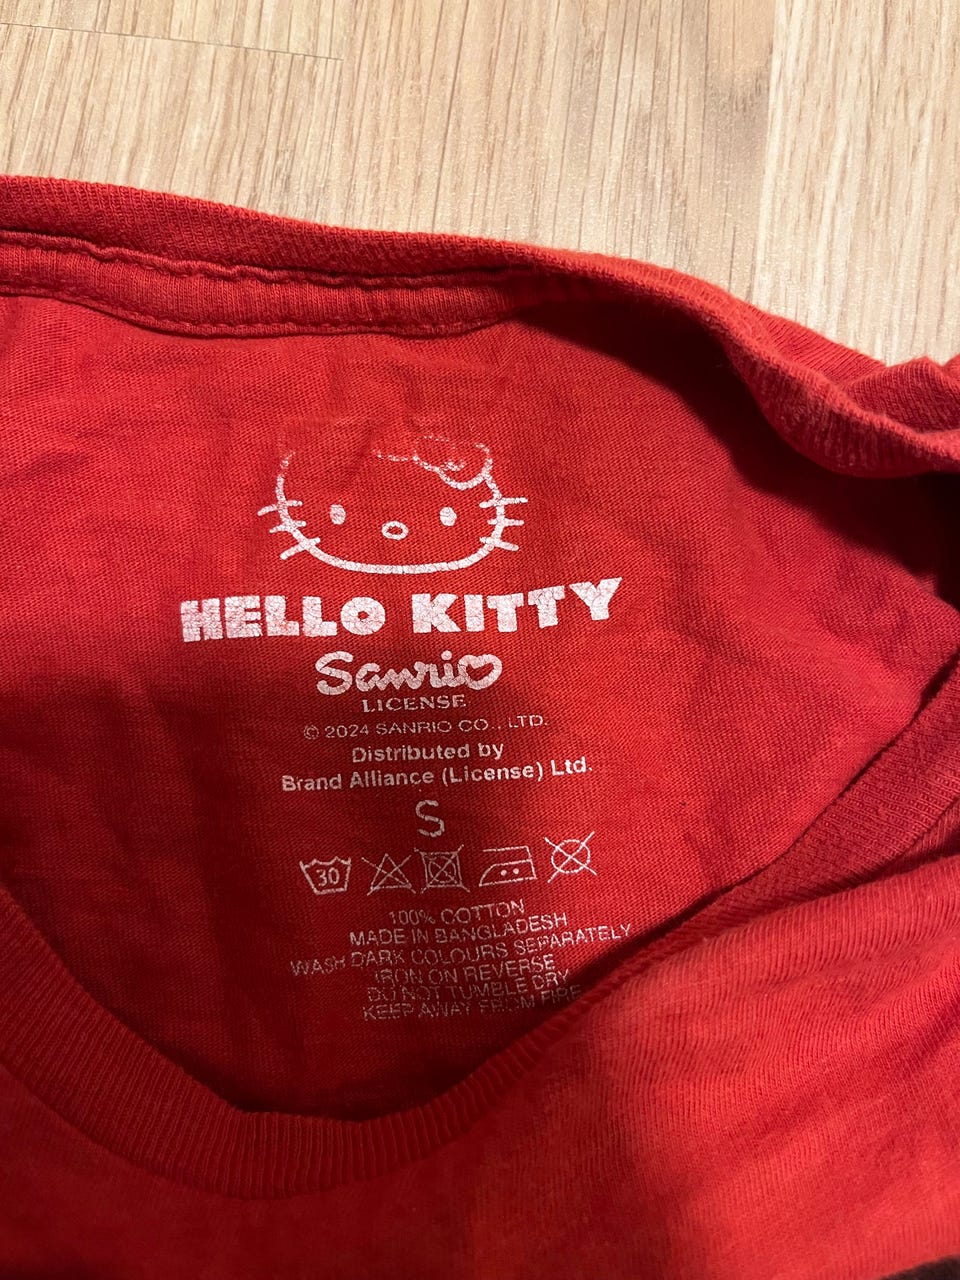 HELLO KITTY
Sanrio
LICENSE
© 2024 SANRIO CO., LTD.
Distributed by
Brand Alliance (License) Ltd.
S
30
100% COTTON
MADE IN BANGLADESH
WASH DARK COLOURS SEPARATELY
IRON ON REVERSE
DO NOT TUMBLE DRY
KEEP AWAY FROM FIRE